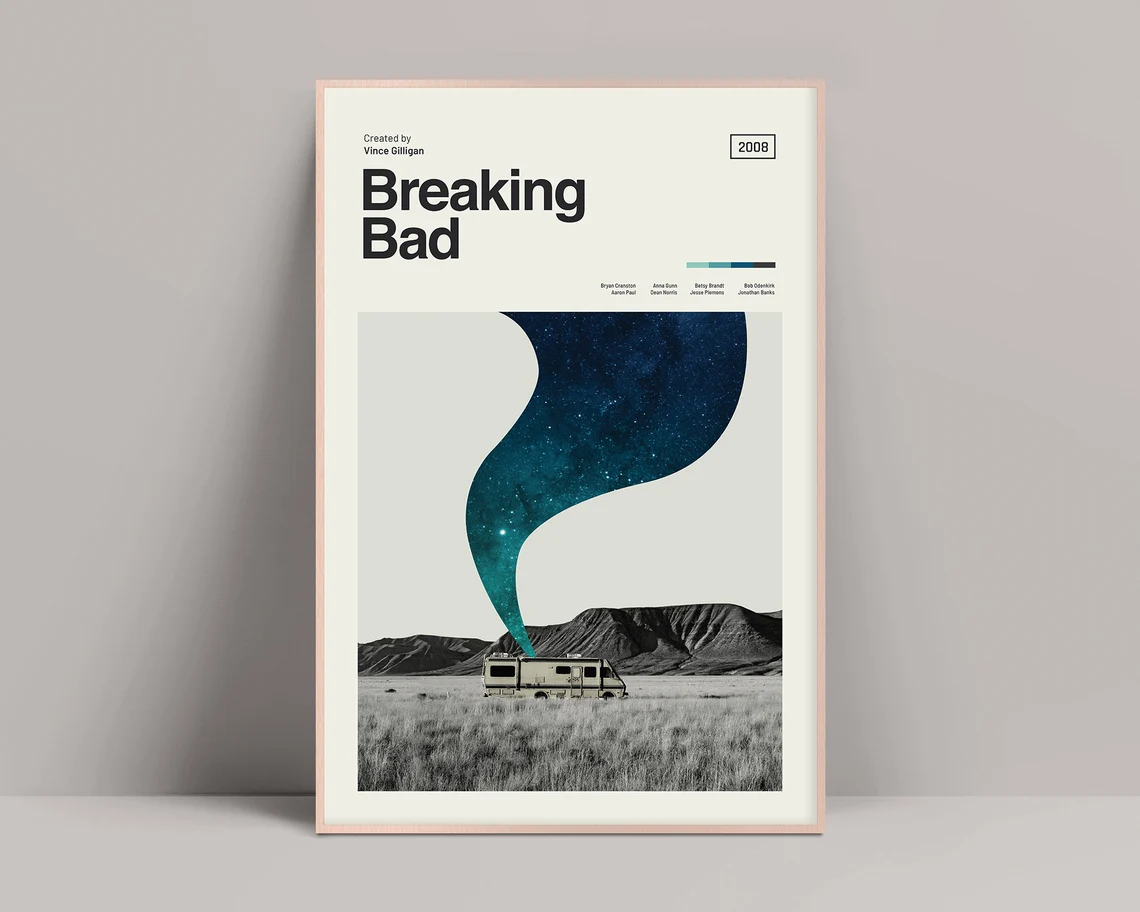 Created by
Vince Gilligan
2008
Breaking
Bad
Bryan Cranston
Aaron Paul
Anna Gunn
Dean Norris
Betsy Brandt
Jesse Plemons
Bob Odenkirk
Jonathan Banks